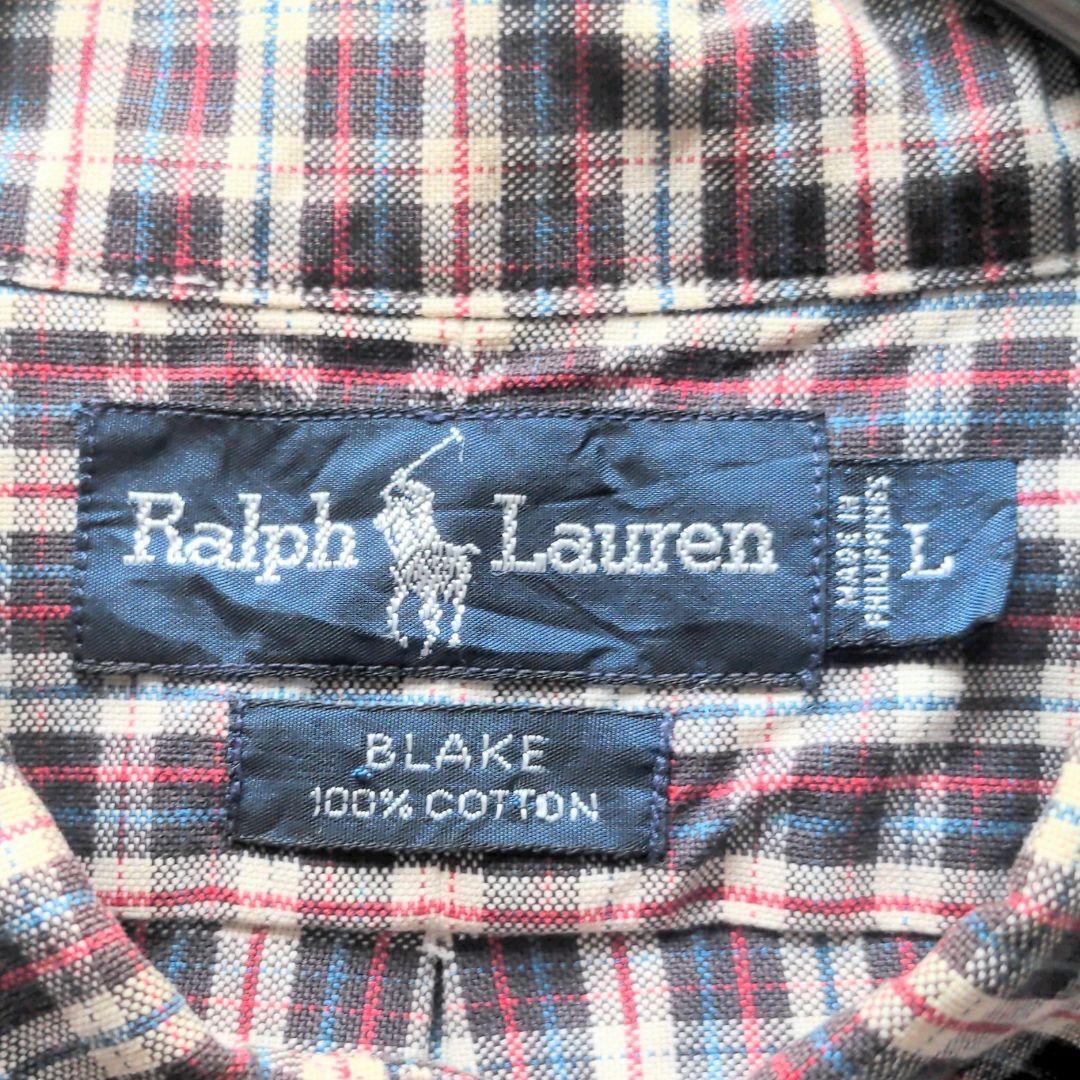 Ralph Lauren
MADE IN
PHILIPPINES
L
BLAKE
100% COTTON